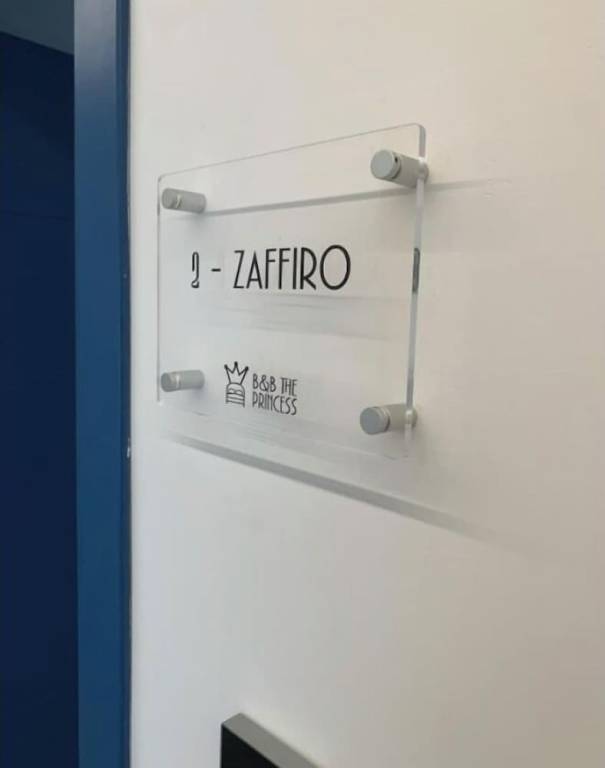 2 - ZAFFIRO
B&B THE
PRINCESS